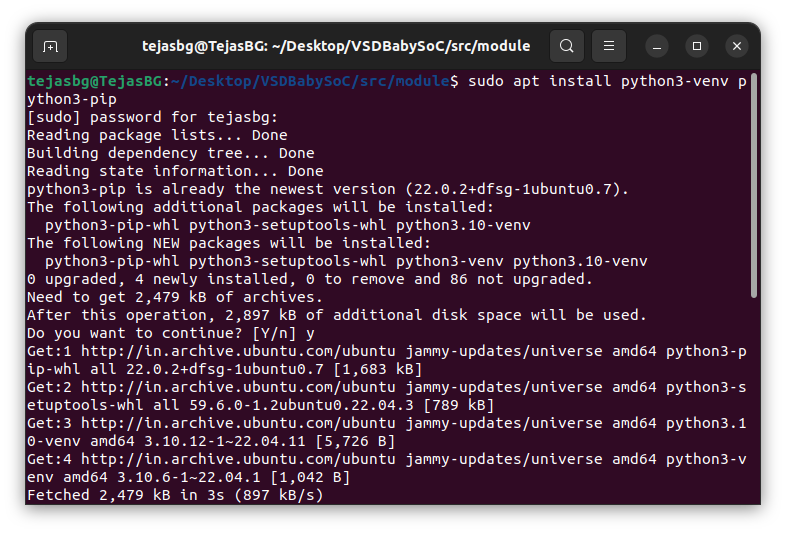 tejasbg@TejasBG: ~/Desktop/VSDBabySoC/src/module
tejasbg@TejasBG:~/Desktop/VSDBabySoC/src/module$ sudo apt install python3-venv p
ython3-pip
[sudo] password for tejasbg:
Reading package lists... Done
Building dependency tree... Done
Reading state information... Done
python3-pip is already the newest version (22.0.2+dfsg-1ubuntu0.7).
The following additional packages will be installed:
  python3-pip-whl python3-setuptools-whl python3.10-venv
The following NEW packages will be installed:
  python3-pip-whl python3-setuptools-whl python3-venv python3.10-venv
0 upgraded, 4 newly installed, 0 to remove and 86 not upgraded.
Need to get 2,479 kB of archives.
After this operation, 2,897 kB of additional disk space will be used.
Do you want to continue? [Y/n] y
Get:1 http://in.archive.ubuntu.com/ubuntu jammy-updates/universe amd64 python3-p
ip-whl all 22.0.2+dfsg-1ubuntu0.7 [1,683 kB]
Get:2 http://in.archive.ubuntu.com/ubuntu jammy-updates/universe amd64 python3-s
etuptools-whl all 59.6.0-1.2ubuntu0.22.04.3 [789 kB]
Get:3 http://in.archive.ubuntu.com/ubuntu jammy-updates/universe amd64 python3.1
0-venv amd64 3.10.12-1~22.04.11 [5,726 B]
Get:4 http://in.archive.ubuntu.com/ubuntu jammy-updates/universe amd64 python3-v
env amd64 3.10.6-1~22.04.1 [1,042 B]
Fetched 2,479 kB in 3s (897 kB/s)